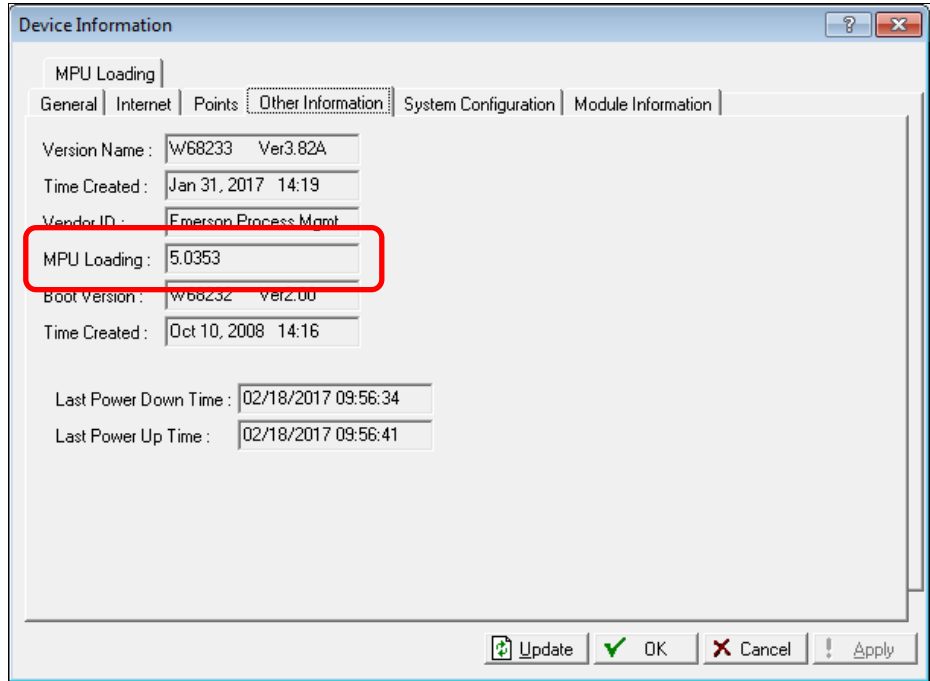 Device Information
MPU Loading
General Internet Points Other Information System Configuration Module Information
Version Name : W68233 Ver3.82A
Time Created : Jan 31, 2017 14:19
Vendor ID : Emerson Process Mgmt
MPU Loading : 5.0353
Boot Version : W68232 Ver2.00
Time Created : Oct 10, 2008 14:16
Last Power Down Time : 02/18/2017 09:56:34
Last Power Up Time : 02/18/2017 09:56:41
Update OK Cancel ! Apply